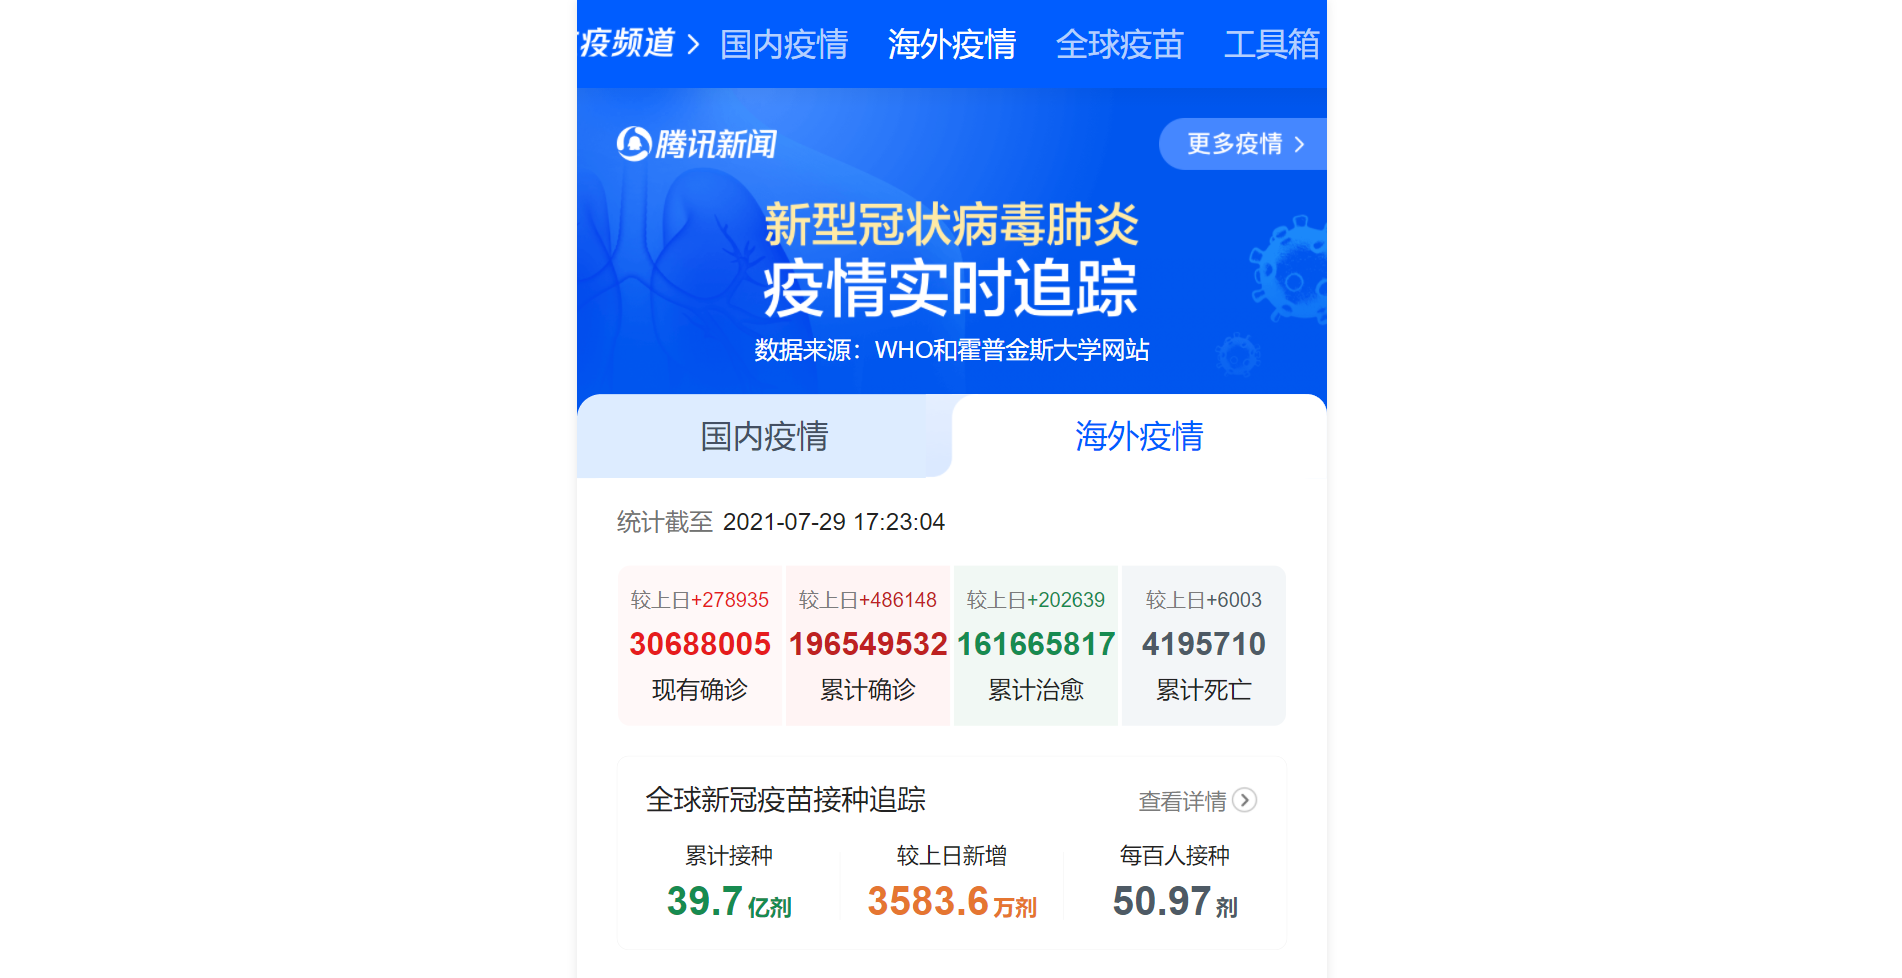 疫频道 国内疫情 海外疫情 全球疫苗 工具箱
腾讯新闻 更多疫情
新型冠状病毒肺炎
疫情实时追踪
数据来源：WHO和霍普金斯大学网站
国内疫情 海外疫情
统计截至 2021-07-29 17:23:04
较上日+278935 较上日+486148 较上日+202639 较上日+6003
30688005 196549532 161665817 4195710
现有确诊 累计确诊 累计治愈 累计死亡
全球新冠疫苗接种追踪 查看详情
累计接种 较上日新增 每百人接种
39.7亿剂 3583.6万剂 50.97剂